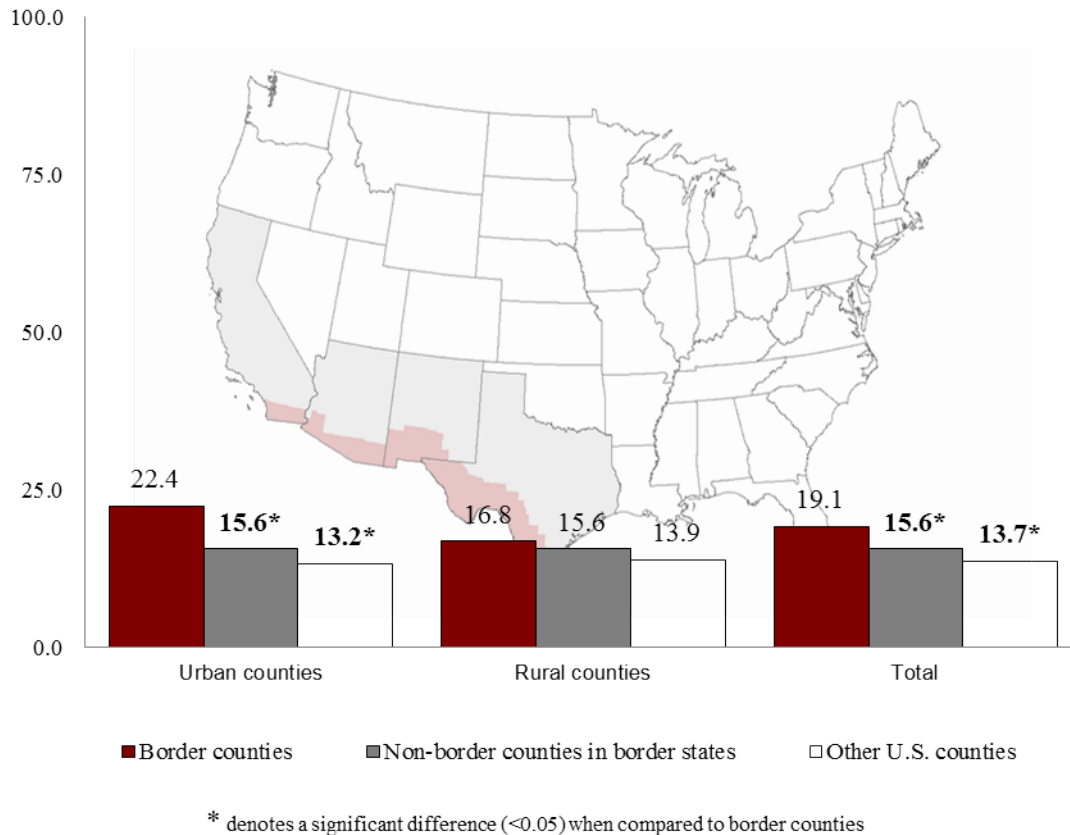 100.0
75.0
50.0
25.0
0.0
22.4
15.6*
13.2*
16.8
15.6
13.9
19.1
15.6*
13.7*
Urban counties
Rural counties
Total
Border counties
Non-border counties in border states
Other U.S. counties
* denotes a significant difference (<0.05) when compared to border counties